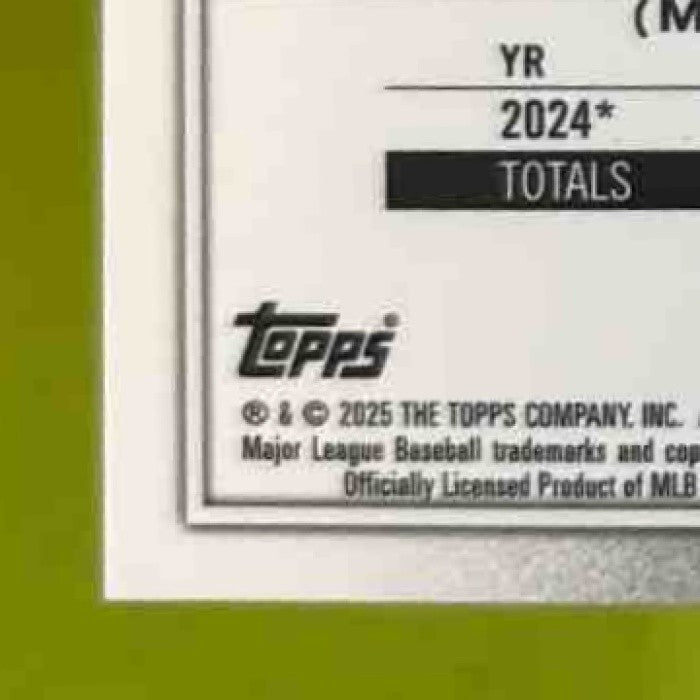 (M
YR
2024*
TOTALS
Topps®
® & © 2025 THE TOPPS COMPANY, INC.
Major League Baseball trademarks and cop
Officially Licensed Product of MLB